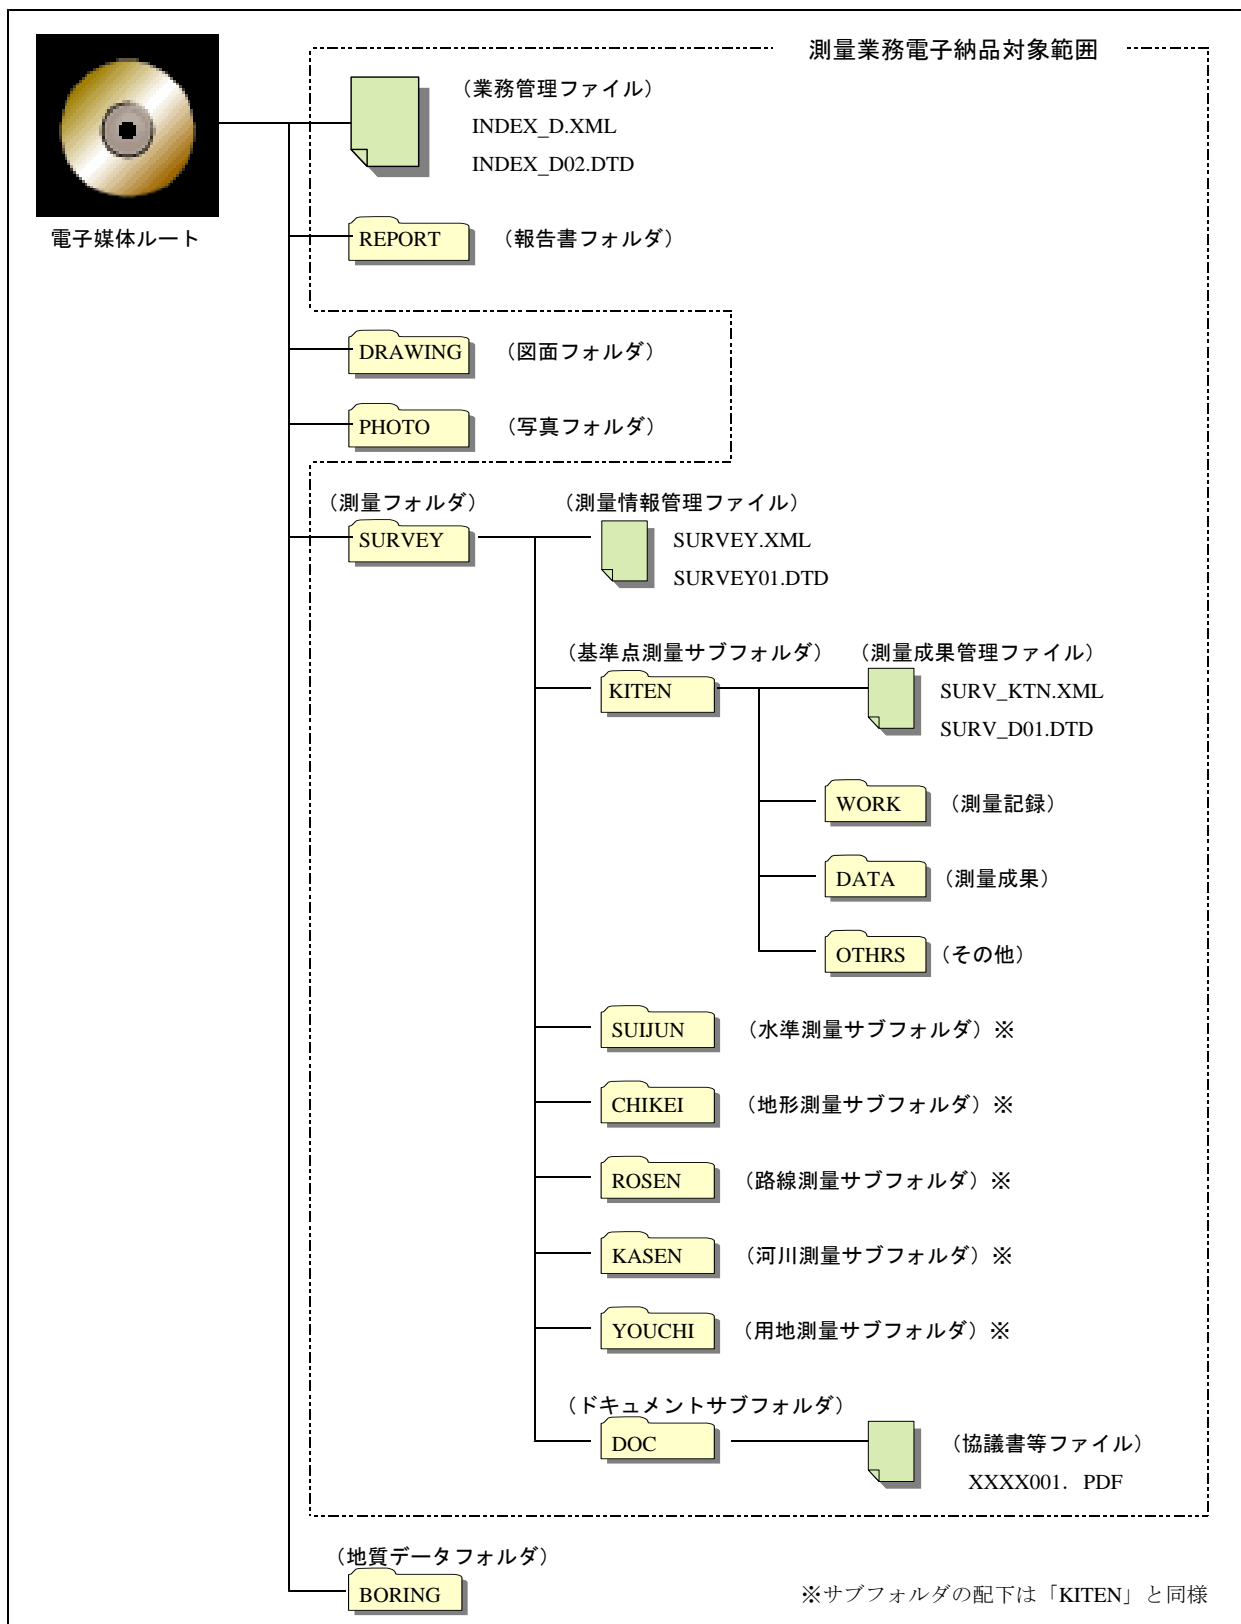 測量業務電子納品対象範囲
（業務管理ファイル）
INDEX_D.XML
INDEX_D02.DTD
電子媒体ルート
REPORT （報告書フォルダ）
DRAWING （図面フォルダ）
PHOTO （写真フォルダ）
（測量フォルダ） （測量情報管理ファイル）
SURVEY SURVEY.XML
SURVEY01.DTD
（基準点測量サブフォルダ） （測量成果管理ファイル）
KITEN SURV_KTN.XML
SURV_D01.DTD
WORK （測量記録）
DATA （測量成果）
OTHRS （その他）
SUIJUN （水準測量サブフォルダ）※
CHIKEI （地形測量サブフォルダ）※
ROSEN （路線測量サブフォルダ）※
KASEN （河川測量サブフォルダ）※
YOUCHI （用地測量サブフォルダ）※
（ドキュメントサブフォルダ）
DOC （協議書等ファイル）
XXXX001．PDF
（地質データフォルダ）
BORING ※サブフォルダの配下は「KITEN」と同様